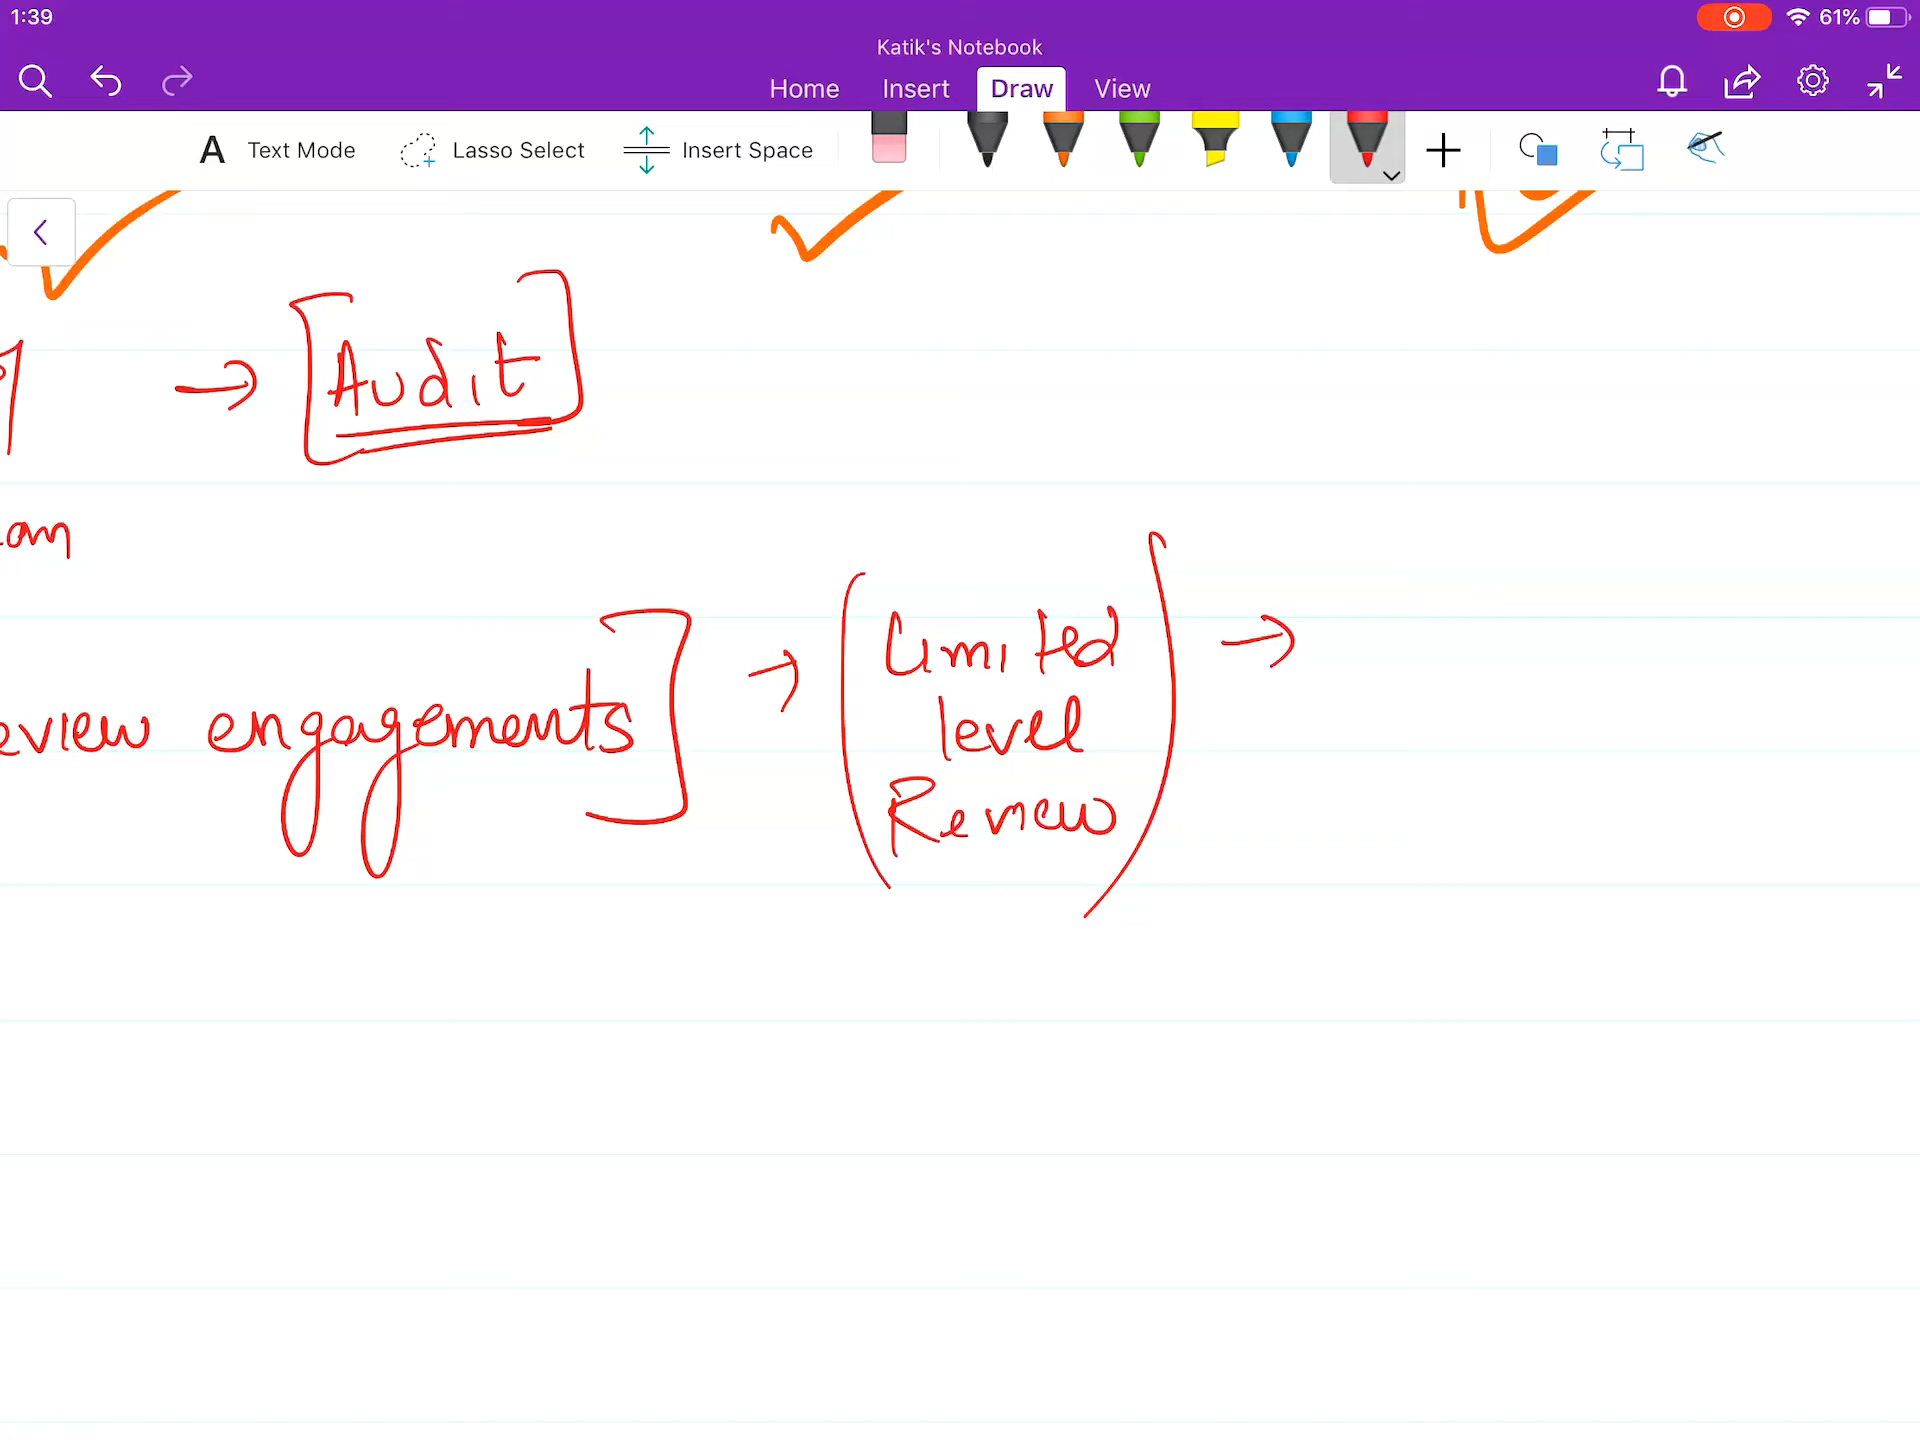 1:39
61%
Katik's Notebook
Home Insert Draw View
A Text Mode Lasso Select Insert Space
→ [Audit]
eview engagements] → (Limited level Review) →